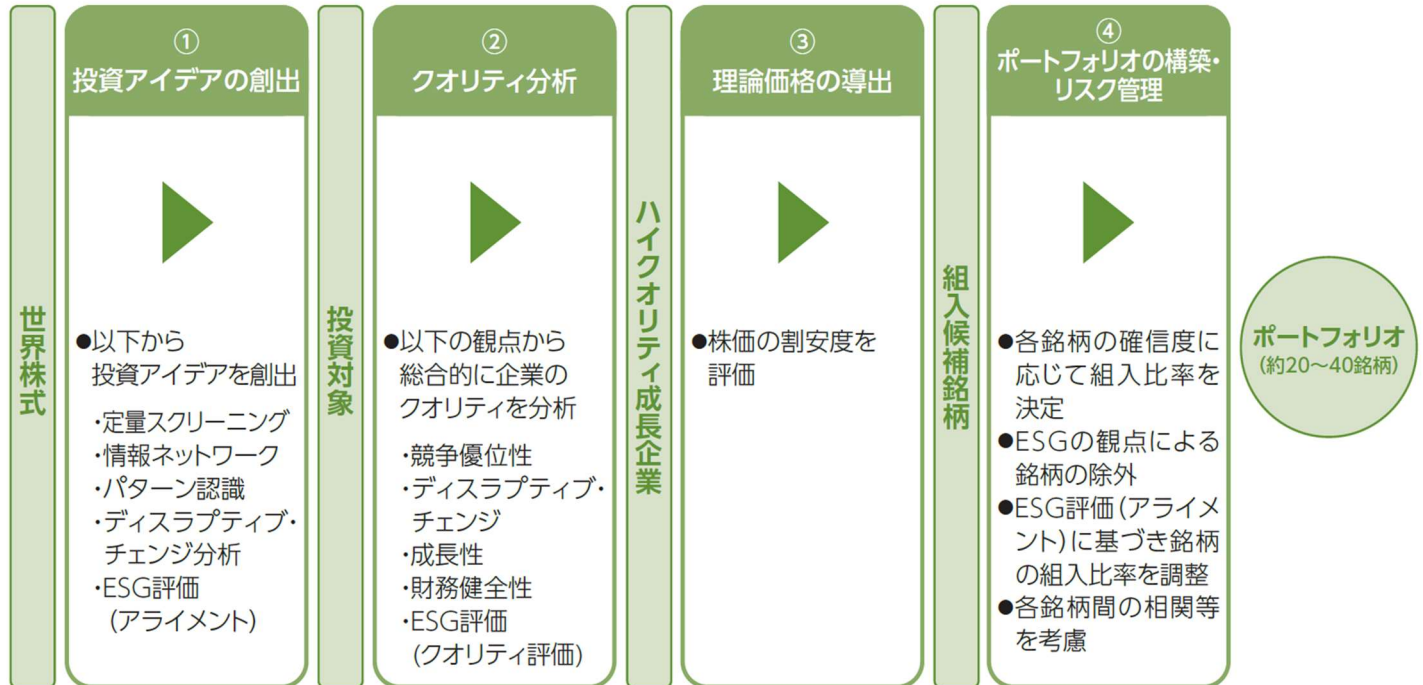 世界株式
①
投資アイデアの創出
●以下から
投資アイデアを創出
・定量スクリーニング
・情報ネットワーク
・パターン認識
・ディスラプティブ・
チェンジ分析
・ESG評価
(アライメント)
投資対象
②
クオリティ分析
●以下の観点から
総合的に企業の
クオリティを分析
・競争優位性
・ディスラプティブ・
チェンジ
・成長性
・財務健全性
・ESG評価
(クオリティ評価)
ハイクオリティ成長企業
③
理論価格の導出
●株価の割安度を
評価
組入候補銘柄
④
ポートフォリオの構築・
リスク管理
●各銘柄の確信度に
応じて組入比率を
決定
●ESGの観点による
銘柄の除外
●ESG評価(アライメ
ント)に基づき銘柄
の組入比率を調整
●各銘柄間の相関等
を考慮
ポートフォリオ
(約20～40銘柄)